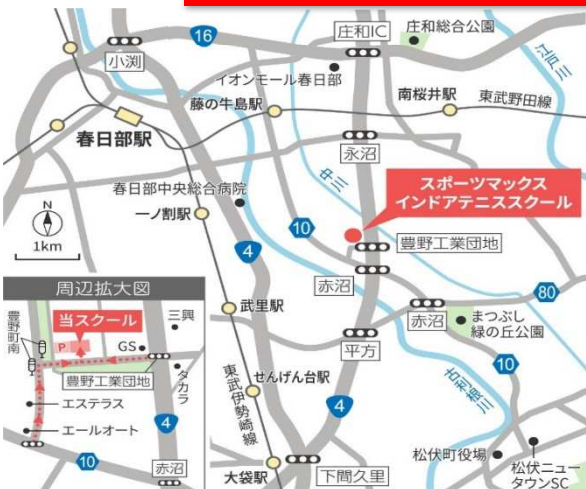 庄和IC
庄和総合公園
16
小渕
イオンモール春日部
江戸川
藤の牛島駅
南桜井駅
東武野田線
春日部駅
永沼
中川
スポーツマックス
インドアテニススクール
春日部中央総合病院
一ノ割駅
N
1km
10
4
豊野工業団地
赤沼
80
赤沼
まつぶし
緑の丘公園
武里駅
平方
10
古利根川
せんげん台駅
東武伊勢崎線
4
大袋駅
下間久里
松伏町役場
松伏ニュー
タウンSC
周辺拡大図
豊野町南
当スクール
P
三興
GS
豊野工業団地
タカラ
エステラス
4
エールオート
10
赤沼